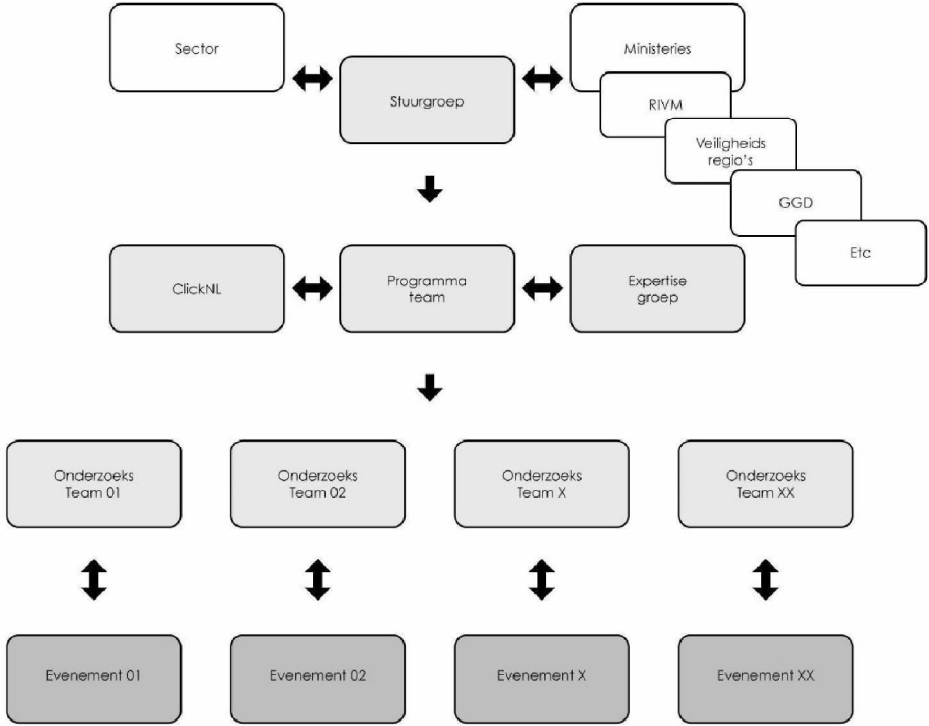 Sector
Stuurgroep
Ministeries
RIVM
Veiligheids
regio's
GGD
Etc
ClickNL
Programma
team
Expertise
groep
Onderzoeks
Team 01
Onderzoeks
Team 02
Onderzoeks
Team X
Onderzoeks
Team XX
Evenement 01
Evenement 02
Evenement X
Evenement XX